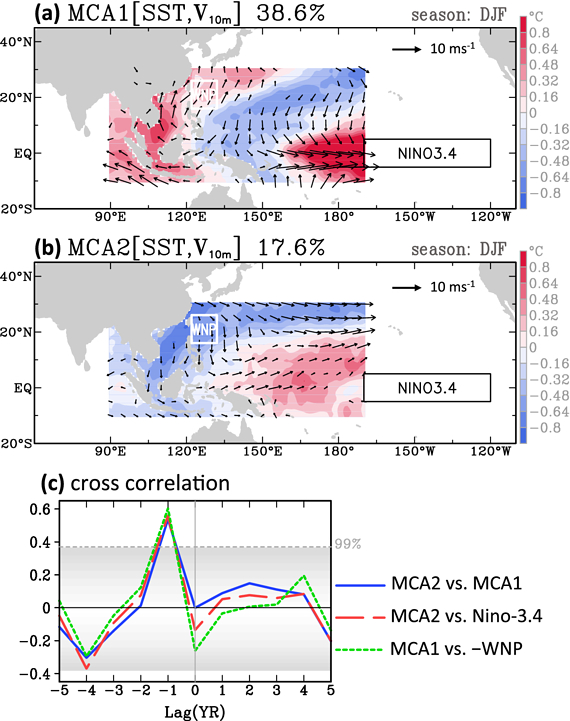 (a) MCA1[SST,V10m] 38.6%
season: DJF
°C
40°N
20°N
EQ
20°S
10 ms-1
WNP
NINO3.4
0.8
0.64
0.48
0.32
0.16
0
−0.16
−0.32
−0.48
−0.64
−0.8
90°E 120°E 150°E 180° 150°W 120°W
(b) MCA2[SST,V10m] 17.6%
season: DJF
°C
40°N
20°N
EQ
20°S
10 ms-1
WNP
NINO3.4
0.8
0.64
0.48
0.32
0.16
0
−0.16
−0.32
−0.48
−0.64
−0.8
90°E 120°E 150°E 180° 150°W 120°W
(c) cross correlation
0.6
0.4
0.2
0
−0.2
−0.4
99%
MCA2 vs. MCA1
MCA2 vs. Nino-3.4
MCA1 vs. −WNP
−5 −4 −3 −2 −1 0 1 2 3 4 5
Lag(YR)